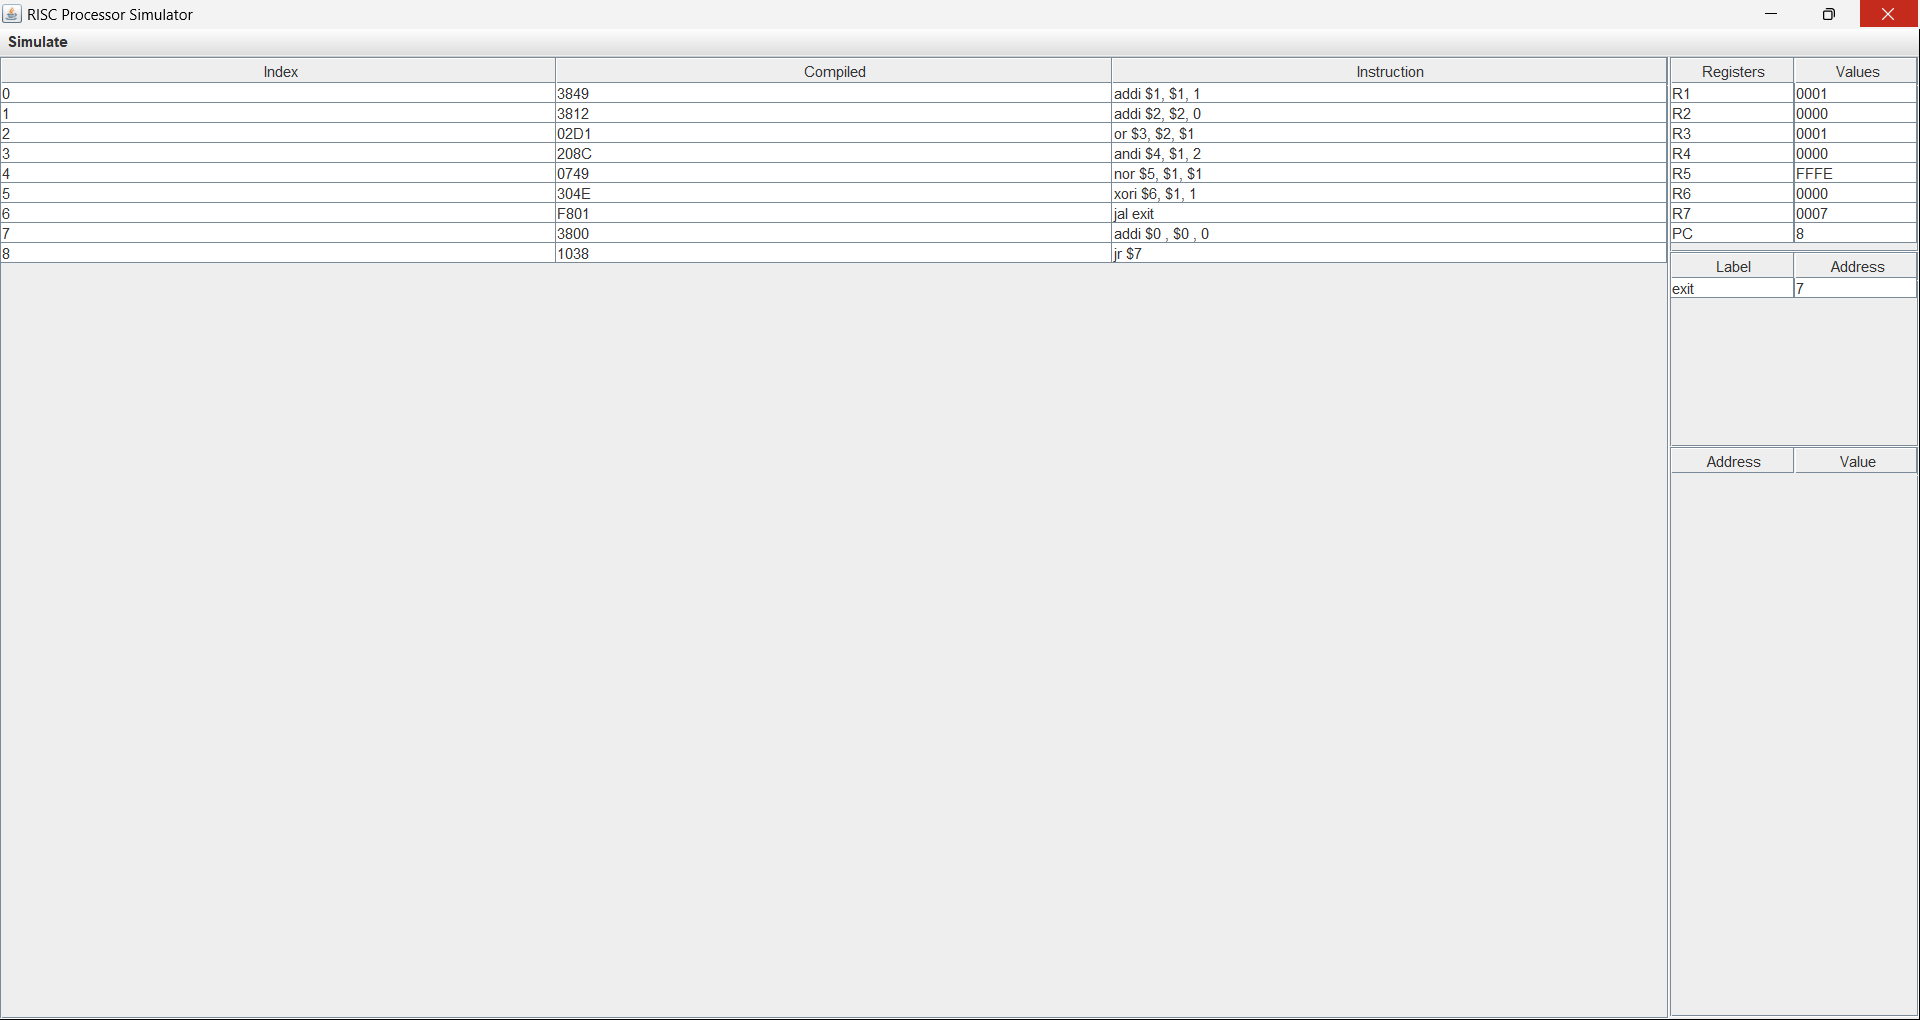 RISC Processor Simulator
Simulate
Index Compiled Instruction
0 3849 addi $1, $1, 1
1 3812 addi $2, $2, 0
2 02D1 or $3, $2, $1
3 208C andi $4, $1, 2
4 0749 nor $5, $1, $1
5 304E xori $6, $1, 1
6 F801 jal exit
7 3800 addi $0 , $0 , 0
8 1038 jr $7
Registers Values
R1 0001
R2 0000
R3 0001
R4 0000
R5 FFFE
R6 0000
R7 0007
PC 8
Label Address
exit 7
Address Value